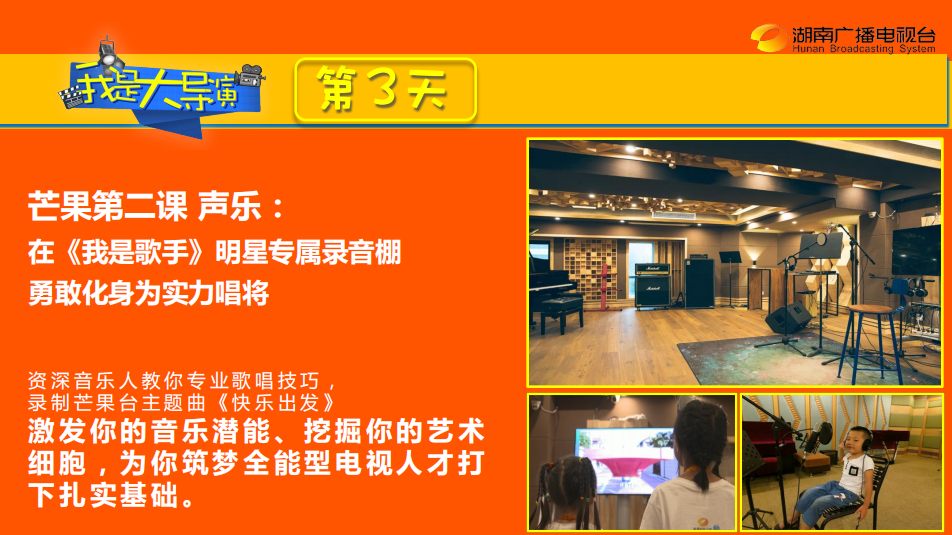 湖南广播电视台
Hunan Broadcasting System
我是大导演
第3天
芒果第二课 声乐：
在《我是歌手》明星专属录音棚
勇敢化身为实力唱将
资深音乐人教你专业歌唱技巧，
录制芒果台主题曲《快乐出发》
激发你的音乐潜能、挖掘你的艺术
细胞，为你筑梦全能型电视人才打
下扎实基础。
Marshall